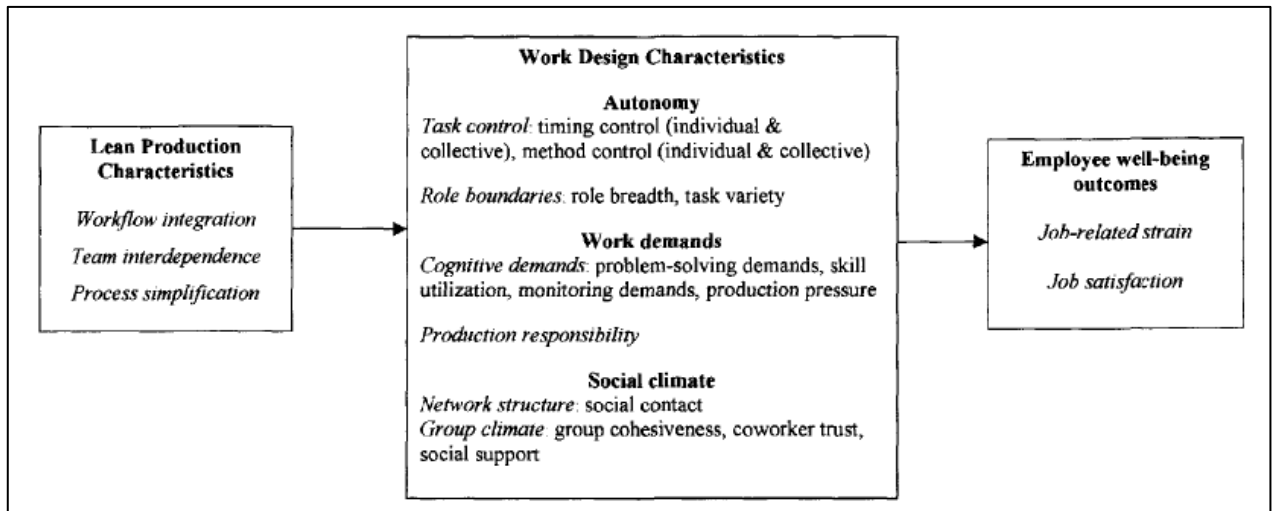 Lean Production
Characteristics
Workflow integration
Team interdependence
Process simplification
Work Design Characteristics
Autonomy
Task control: timing control (individual &
collective), method control (individual & collective)
Role boundaries: role breadth, task variety
Work demands
Cognitive demands: problem-solving demands, skill
utilization, monitoring demands, production pressure
Production responsibility
Social climate
Network structure: social contact
Group climate: group cohesiveness, coworker trust,
social support
Employee well-being
outcomes
Job-related strain
Job satisfaction